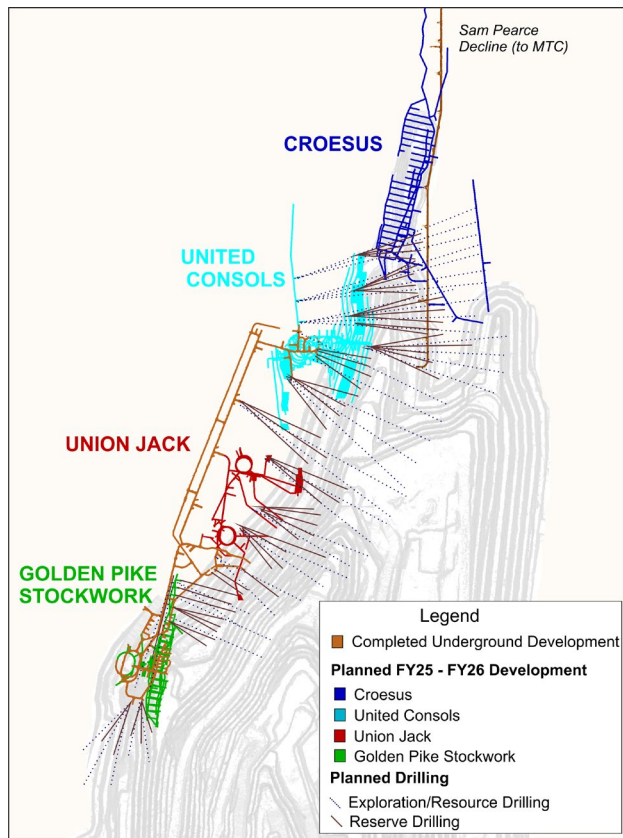 Sam Pearce
Decline (to MTC)
CROESUS
UNITED
CONSOLS
UNION JACK
GOLDEN PIKE
STOCKWORK
Legend
Completed Underground Development
Planned FY25 - FY26 Development
Croesus
United Consols
Union Jack
Golden Pike Stockwork
Planned Drilling
Exploration/Resource Drilling
Reserve Drilling